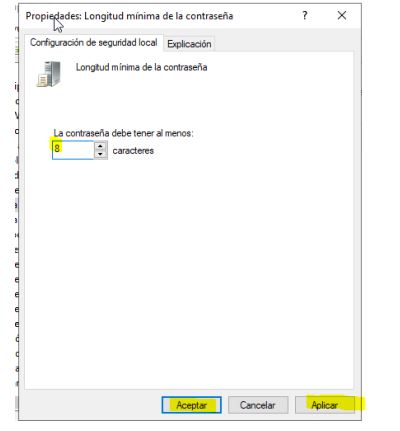 Propiedades: Longitud mínima de la contraseña ? ×
Configuración de seguridad local Explicación
Longitud mínima de la contraseña
La contraseña debe tener al menos:
8 caracteres
Aceptar Cancelar Aplicar